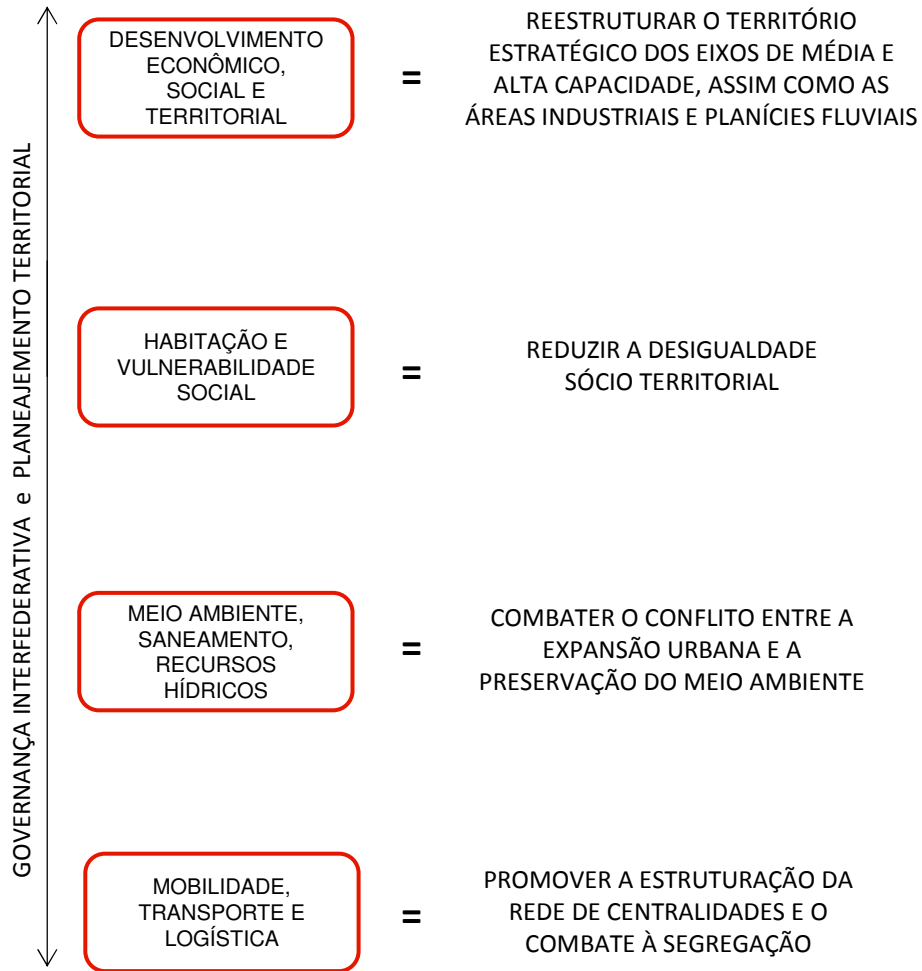 GOVERNANÇA INTERFEDERATIVA e PLANEAJEMENTO TERRITORIAL
DESENVOLVIMENTO
ECONÔMICO,
SOCIAL E
TERRITORIAL
=
REESTRUTURAR O TERRITÓRIO
ESTRATÉGICO DOS EIXOS DE MÉDIA E
ALTA CAPACIDADE, ASSIM COMO AS
ÁREAS INDUSTRIAIS E PLANÍCIES FLUVIAIS
HABITAÇÃO E
VULNERABILIDADE
SOCIAL
=
REDUZIR A DESIGUALDADE
SÓCIO TERRITORIAL
MEIO AMBIENTE,
SANEAMENTO,
RECURSOS
HÍDRICOS
=
COMBATER O CONFLITO ENTRE A
EXPANSÃO URBANA E A
PRESERVAÇÃO DO MEIO AMBIENTE
MOBILIDADE,
TRANSPORTE E
LOGÍSTICA
=
PROMOVER A ESTRUTURAÇÃO DA
REDE DE CENTRALIDADES E O
COMBATE À SEGREGAÇÃO